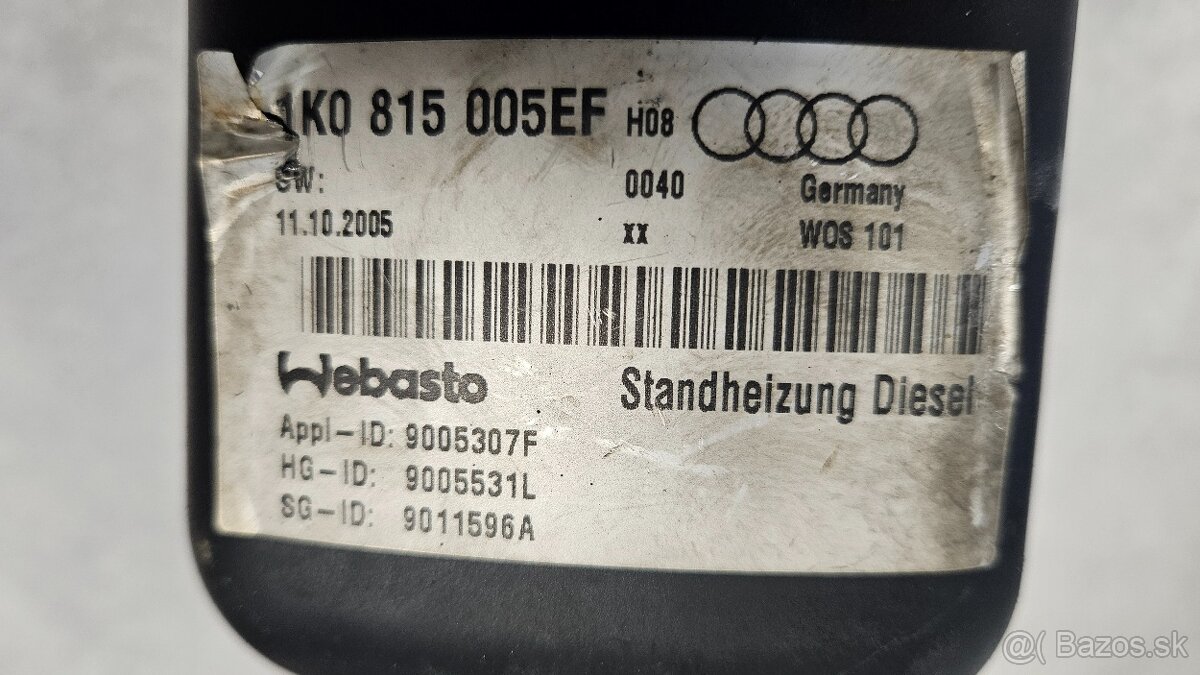 1K0 815 005EF H08
SW: 0040 Germany
11.10.2005 XX WOS 101
Webasto Standheizung Diesel
Appl-ID: 9005307F
HG-ID: 9005531L
SG-ID: 9011596A
@( Bazos.sk